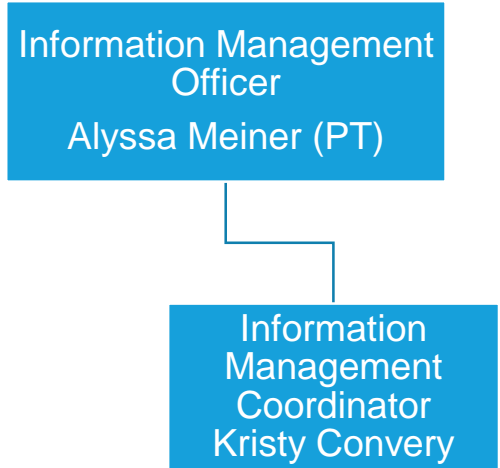 Information Management
Officer
Alyssa Meiner (PT)
Information
Management
Coordinator
Kristy Convery